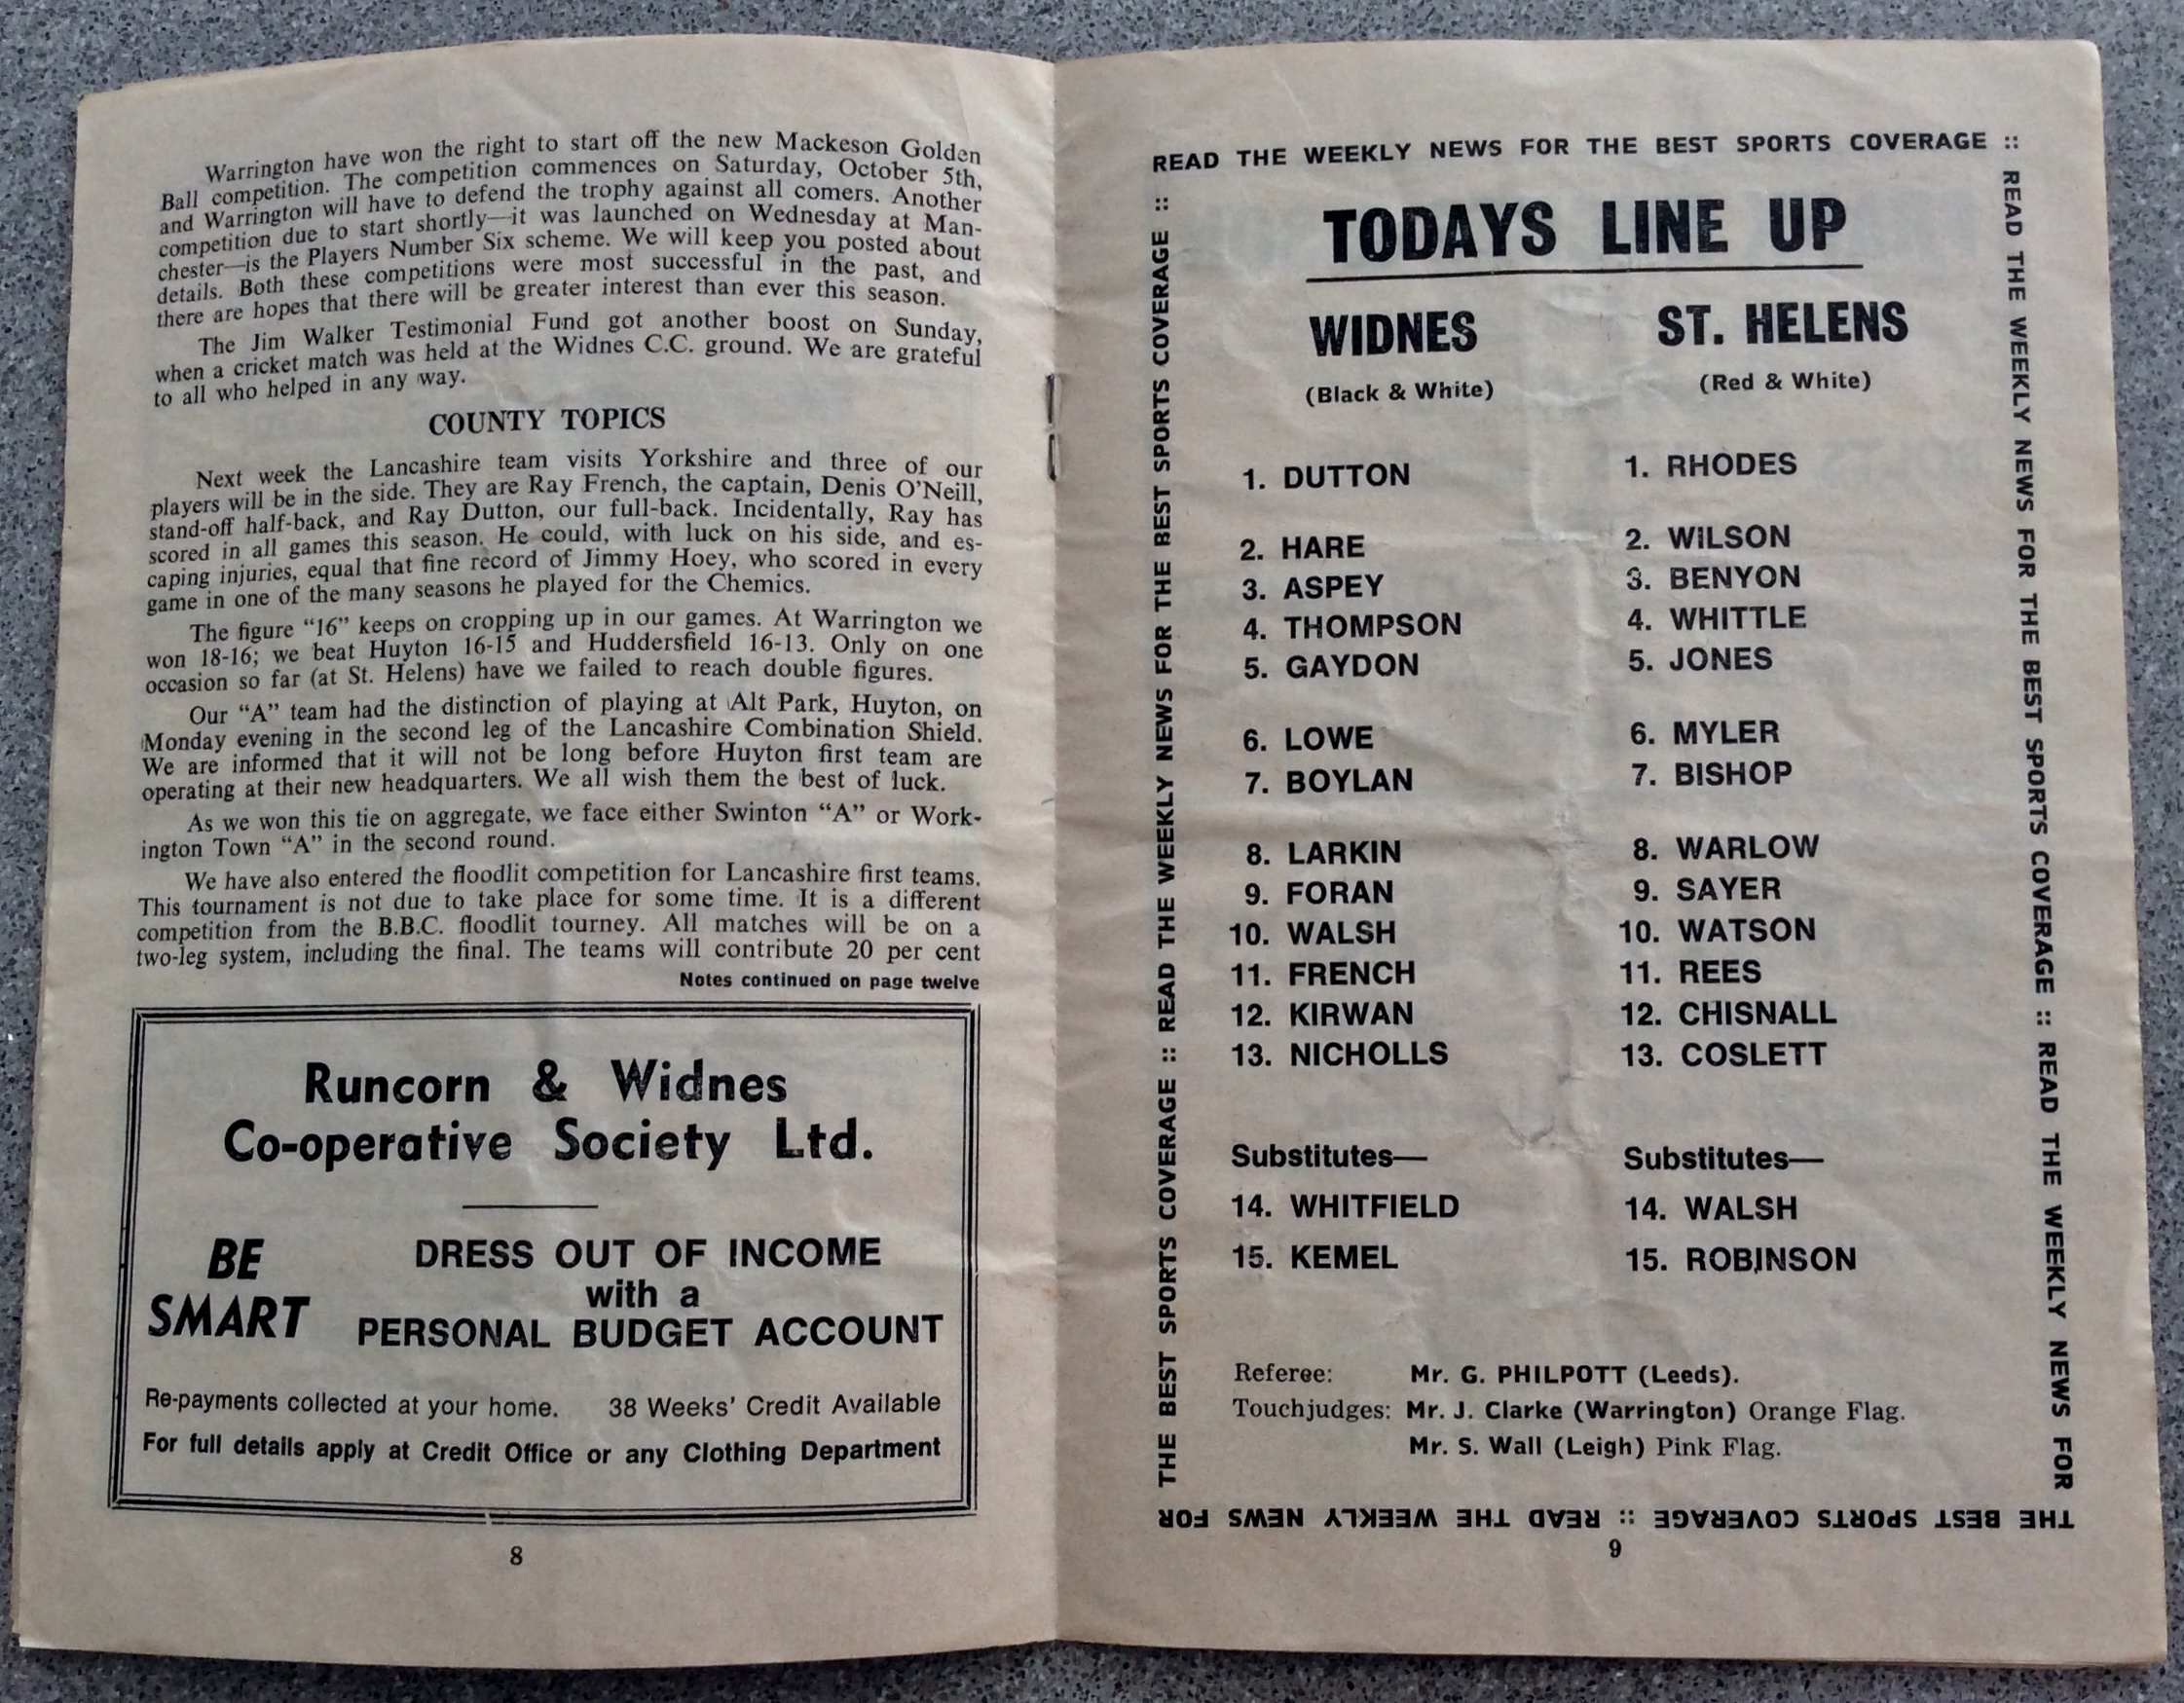 Warrington have won the right to start off the new Mackeson Golden
Ball competition. The competition commences on Saturday, October 5th,
and Warrington will have to defend the trophy against all comers. Another
competition due to start shortly—it was launched on Wednesday at Man-
chester—is the Players Number Six scheme. We will keep you posted about
details. Both these competitions were most successful in the past, and
there are hopes that there will be greater interest than ever this season.
The Jim Walker Testimonial Fund got another boost on Sunday,
when a cricket match was held at the Widnes C.C. ground. We are grateful
to all who helped in any way.
COUNTY TOPICS
Next week the Lancashire team visits Yorkshire and three of our
players will be in the side. They are Ray French, the captain, Denis O'Neill,
stand-off half-back, and Ray Dutton, our full-back. Incidentally, Ray has
scored in all games this season. He could, with luck on his side, and es-
caping injuries, equal that fine record of Jimmy Hoey, who scored in every
game in one of the many seasons he played for the Chemics.
The figure "16" keeps on cropping up in our games. At Warrington we
won 18-16; we beat Huyton 16-15 and Huddersfield 16-13. Only on one
occasion so far (at St. Helens) have we failed to reach double figures.
Our "A" team had the distinction of playing at Alt Park, Huyton, on
Monday evening in the second leg of the Lancashire Combination Shield.
We are informed that it will not be long before Huyton first team are
operating at their new headquarters. We all wish them the best of luck.
As we won this tie on aggregate, we face either Swinton "A" or Work-
ington Town "A" in the second round.
We have also entered the floodlit competition for Lancashire first teams.
This tournament is not due to take place for some time. It is a different
competition from the B.B.C. floodlit tourney. All matches will be on a
two-leg system, including the final. The teams will contribute 20 per cent
Notes continued on page twelve
Runcorn & Widnes
Co-operative Society Ltd.
BE
SMART
DRESS OUT OF INCOME
with a
PERSONAL BUDGET ACCOUNT
Re-payments collected at your home. 38 Weeks' Credit Available
For full details apply at Credit Office or any Clothing Department
8
READ THE WEEKLY NEWS FOR THE BEST SPORTS COVERAGE ::
READ THE WEEKLY NEWS FOR THE BEST SPORTS COVERAGE :: READ THE WEEKLY NEWS FOR
THE BEST SPORTS COVERAGE :: READ THE WEEKLY NEWS FOR
THE BEST SPORTS COVERAGE :: READ THE WEEKLY NEWS FOR THE BEST SPORTS COVERAGE ::
TODAYS LINE UP
WIDNES
(Black & White)
1. DUTTON
2. HARE
3. ASPEY
4. THOMPSON
5. GAYDON
6. LOWE
7. BOYLAN
8. LARKIN
9. FORAN
10. WALSH
11. FRENCH
12. KIRWAN
13. NICHOLLS
Substitutes—
14. WHITFIELD
15. KEMEL
ST. HELENS
(Red & White)
1. RHODES
2. WILSON
3. BENYON
4. WHITTLE
5. JONES
6. MYLER
7. BISHOP
8. WARLOW
9. SAYER
10. WATSON
11. REES
12. CHISNALL
13. COSLETT
Substitutes—
14. WALSH
15. ROBINSON
Referee: Mr. G. PHILPOTT (Leeds).
Touchjudges: Mr. J. Clarke (Warrington) Orange Flag.
Mr. S. Wall (Leigh) Pink Flag.
9